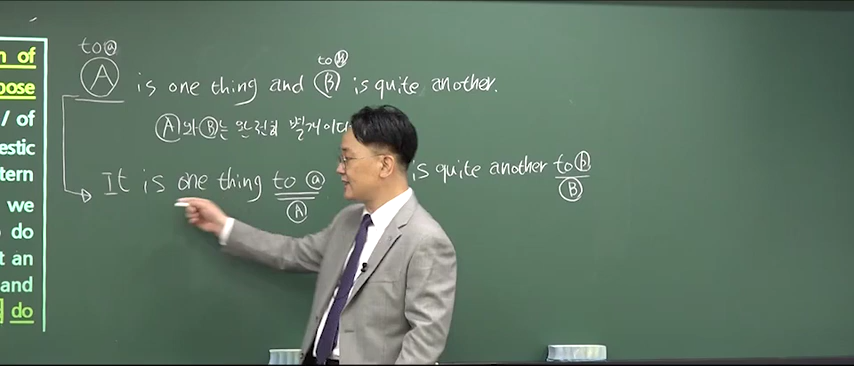 n of
pose
/ of
estic
tern
we
do
t an
and
do
to ⓐ
to ⓑ
Ⓐ is one thing and Ⓑ is quite another.
Ⓐ와 Ⓑ는 완전히 별개이다
It is one thing to ⓐ is quite another to ⓑ
Ⓐ Ⓑ